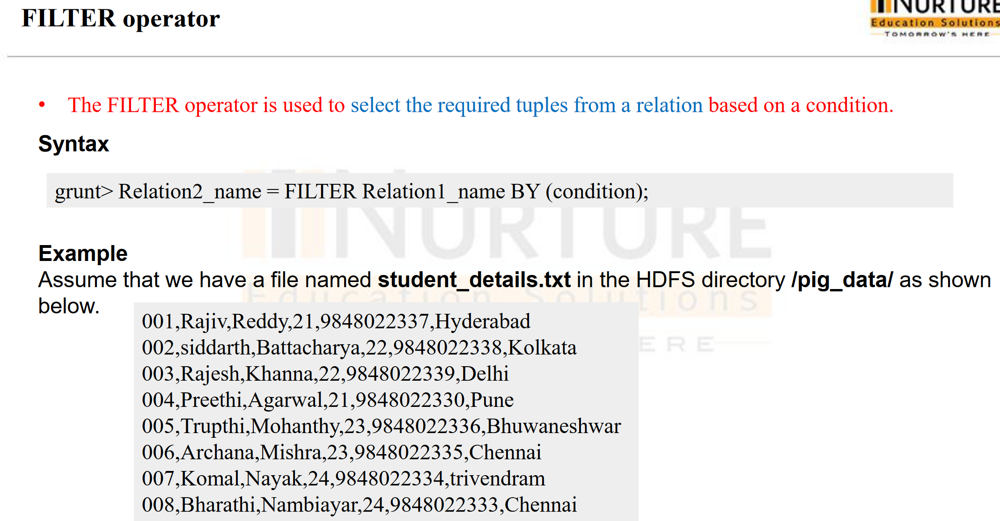 FILTER operator
NURTURE
Education Solutions
TOMORROW'S HERE
• The FILTER operator is used to select the required tuples from a relation based on a condition.
Syntax
grunt> Relation2_name = FILTER Relation1_name BY (condition);
NURTURE
Education Solutions
ERE
Example
Assume that we have a file named student_details.txt in the HDFS directory /pig_data/ as shown
below.
001,Rajiv,Reddy,21,9848022337,Hyderabad
002,siddarth,Battacharya,22,9848022338,Kolkata
003,Rajesh,Khanna,22,9848022339,Delhi
004,Preethi,Agarwal,21,9848022330,Pune
005,Trupthi,Mohanthy,23,9848022336,Bhuwaneshwar
006,Archana,Mishra,23,9848022335,Chennai
007,Komal,Nayak,24,9848022334,trivendram
008,Bharathi,Nambiayar,24,9848022333,Chennai